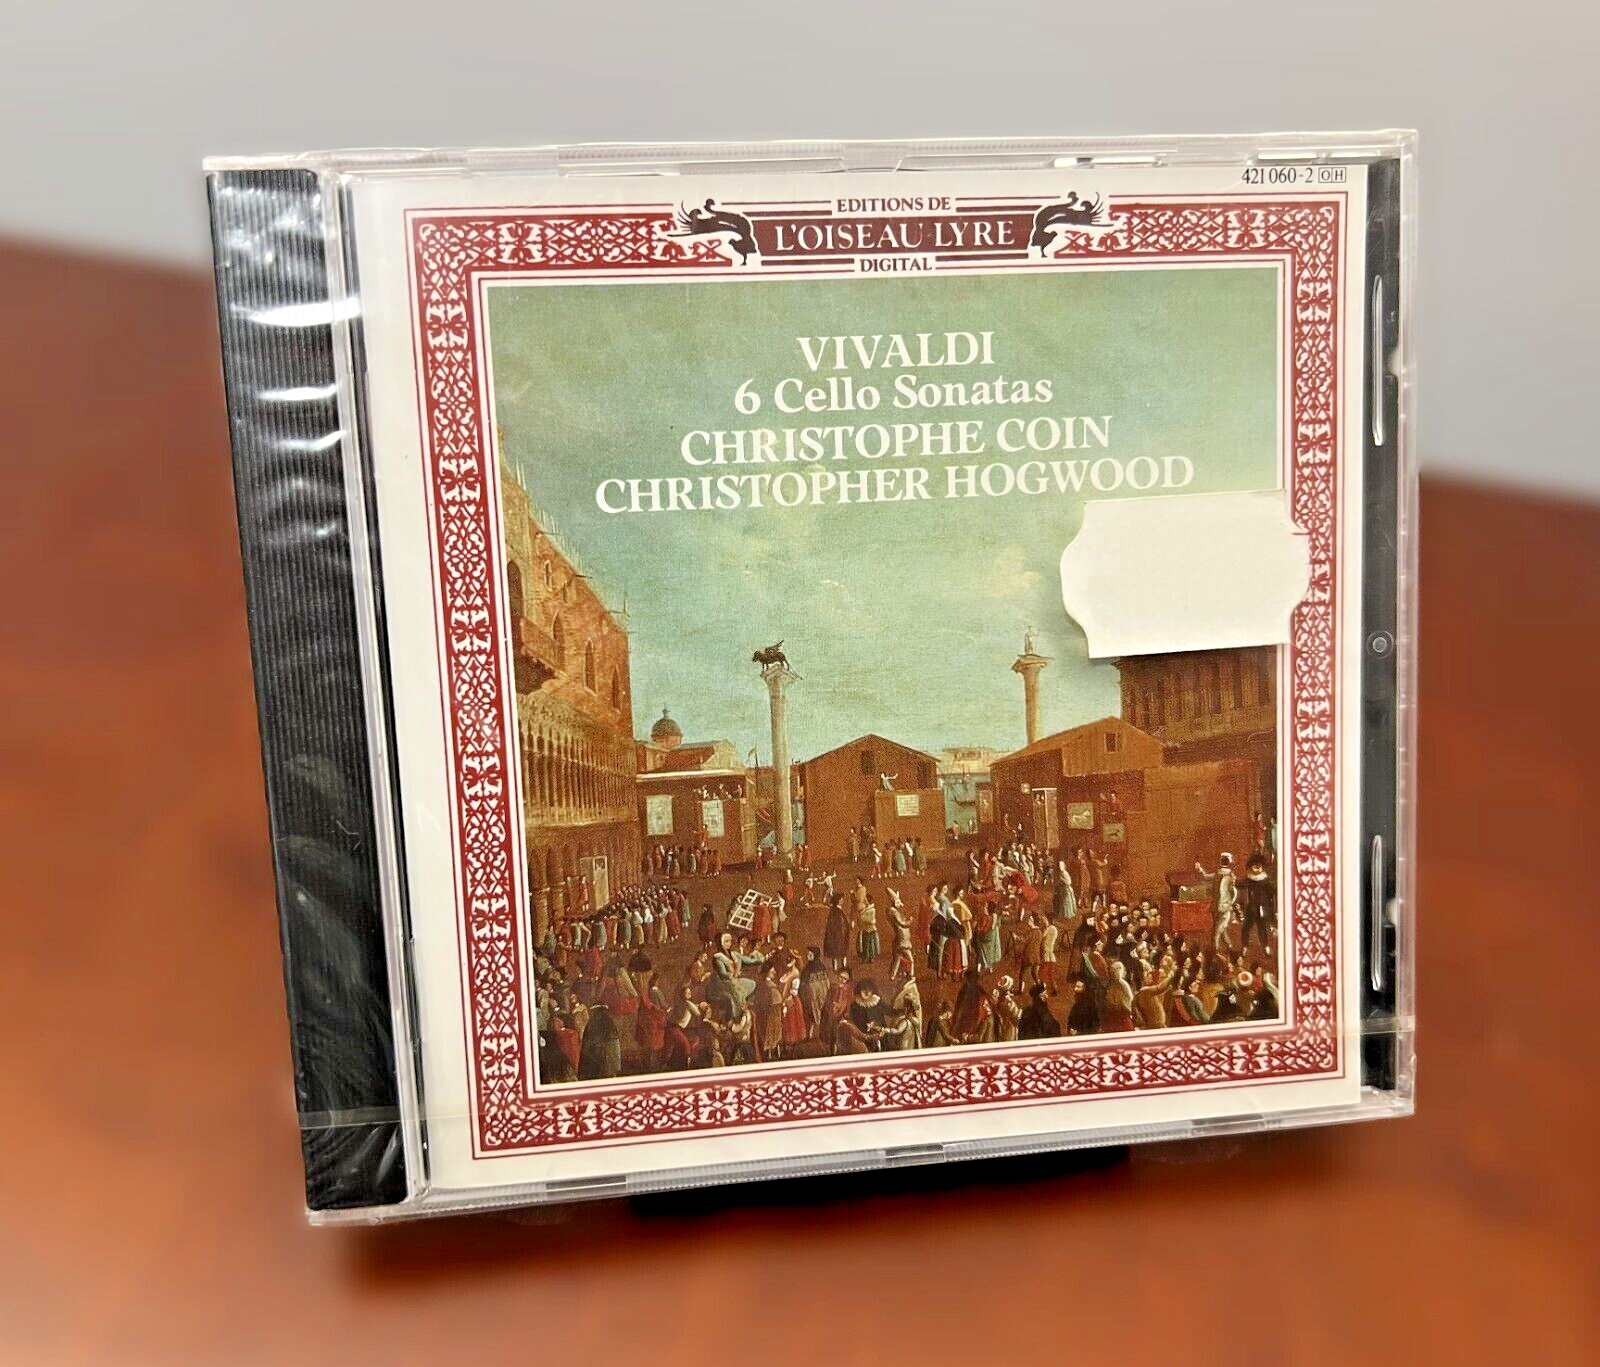 421 060-2 OH
EDITIONS DE
L'OISEAU-LYRE
DIGITAL
VIVALDI
6 Cello Sonatas
CHRISTOPHE COIN
CHRISTOPHER HOGWOOD